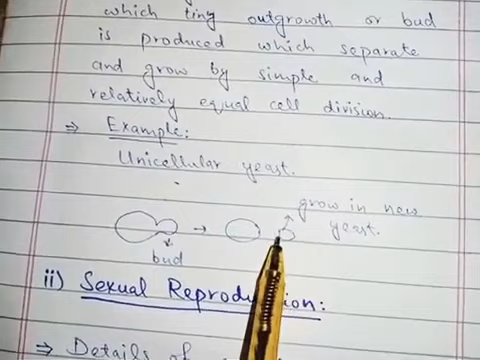 which tiny outgrowth or bud
is produced which separate
and grow by simple and
relatively equal cell division.
⇒ Example:
Unicellular yeast.
grow in new
yeast.
bud
ii) Sexual Reproduction:
⇒ Details of